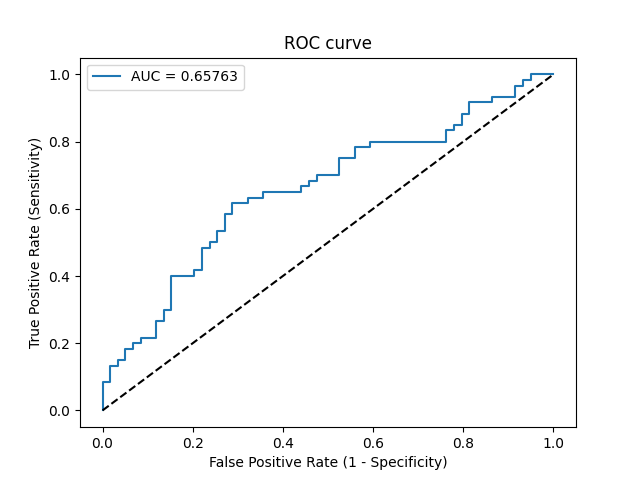 ROC curve
AUC = 0.65763
1.0
0.8
0.6
0.4
0.2
0.0
True Positive Rate (Sensitivity)
0.0 0.2 0.4 0.6 0.8 1.0
False Positive Rate (1 - Specificity)